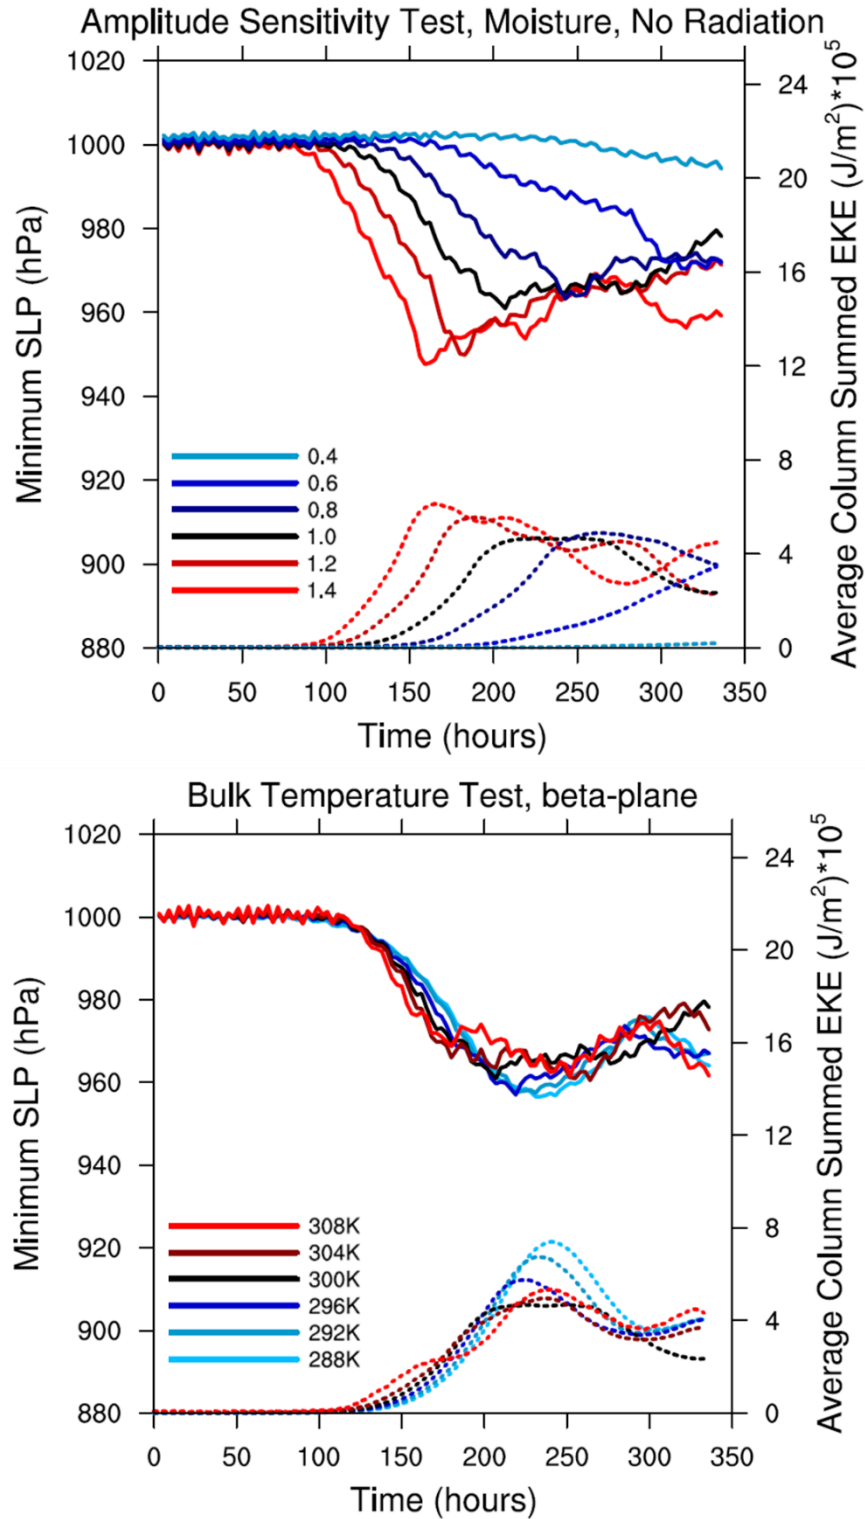 Amplitude Sensitivity Test, Moisture, No Radiation
1020
1000
980
960
940
920
900
880
Minimum SLP (hPa)
24
20
16
12
8
4
0
Average Column Summed EKE (J/m²)*10⁵
0.4
0.6
0.8
1.0
1.2
1.4
0 50 100 150 200 250 300 350
Time (hours)
Bulk Temperature Test, beta-plane
1020
1000
980
960
940
920
900
880
Minimum SLP (hPa)
24
20
16
12
8
4
0
Average Column Summed EKE (J/m²)*10⁵
308K
304K
300K
296K
292K
288K
0 50 100 150 200 250 300 350
Time (hours)